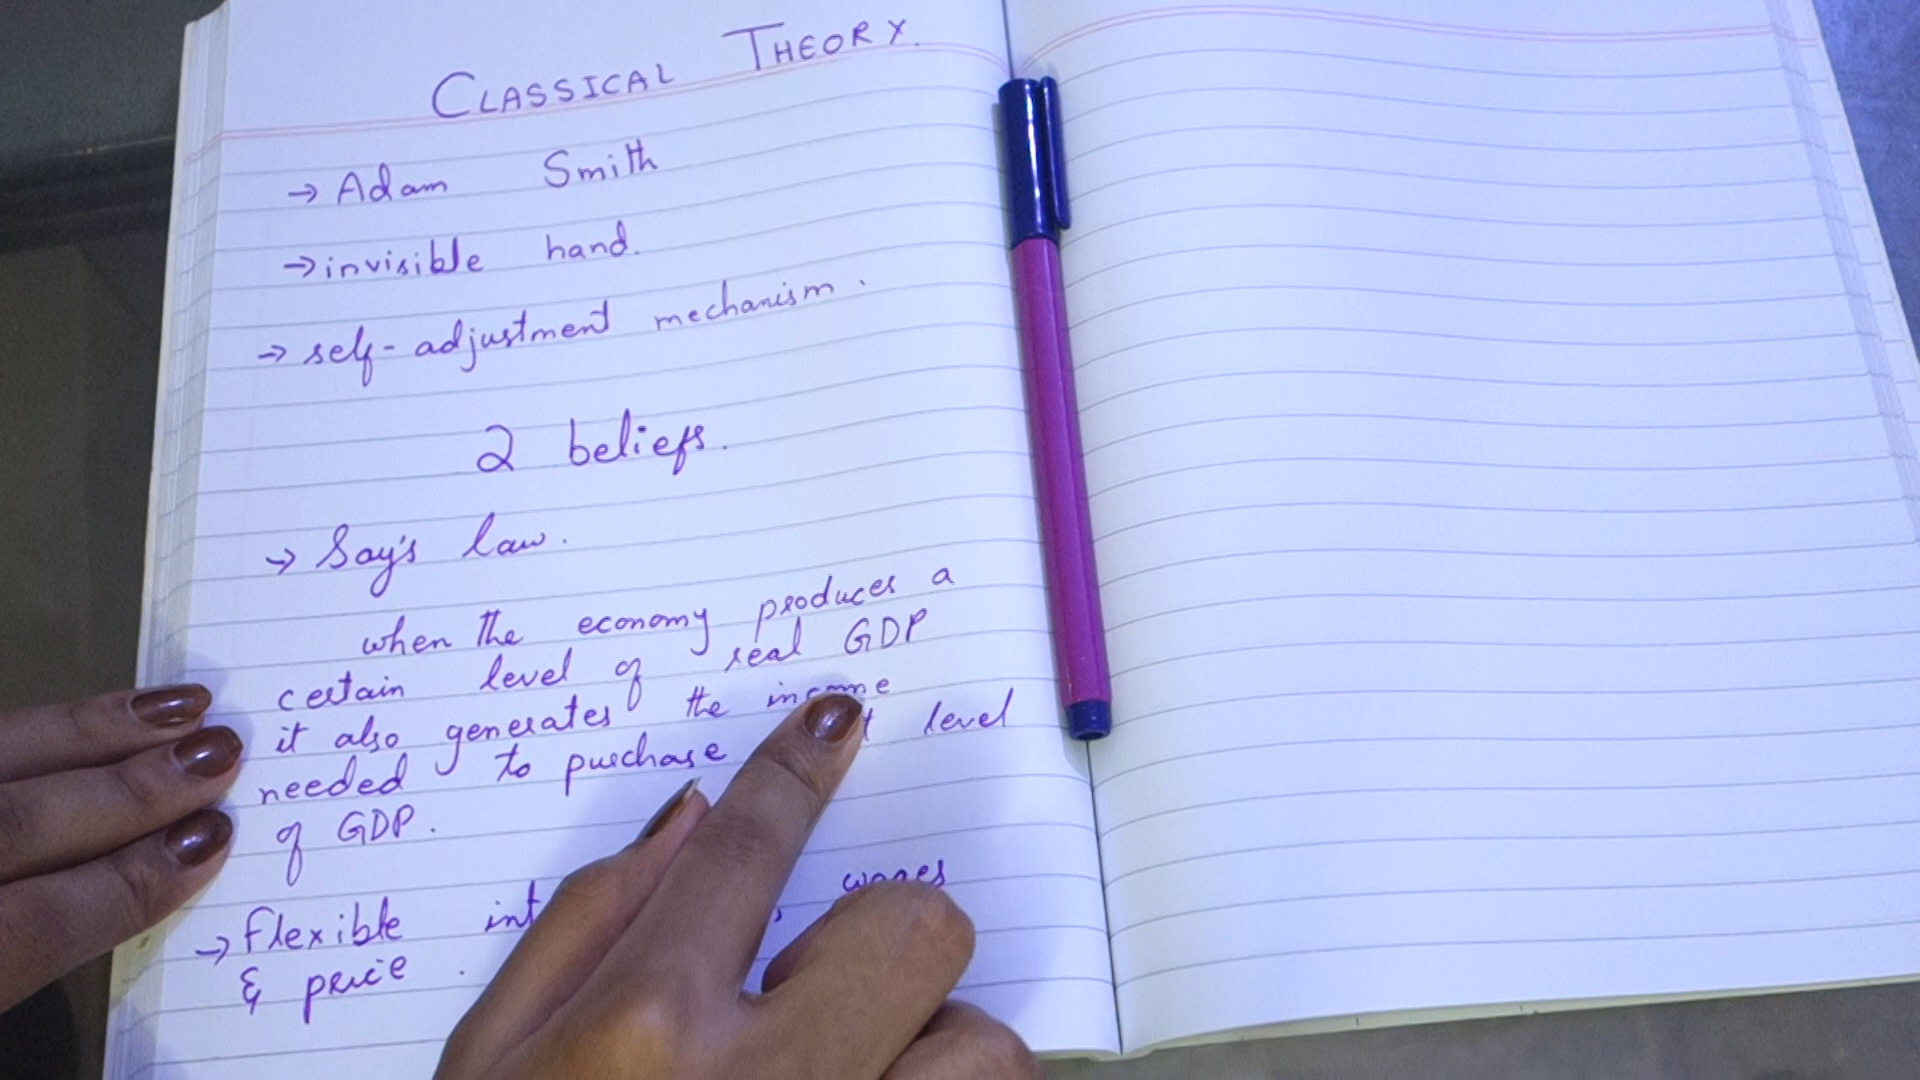 CLASSICAL THEORY.
→ Adam Smith
→ invisible hand.
→ self-adjustment mechanism.
2 beliefs.
→ Say's law.
when the economy produces a
certain level of real GDP
it also generates the income
needed to purchase level
of GDP.
→ Flexible wages
& price.